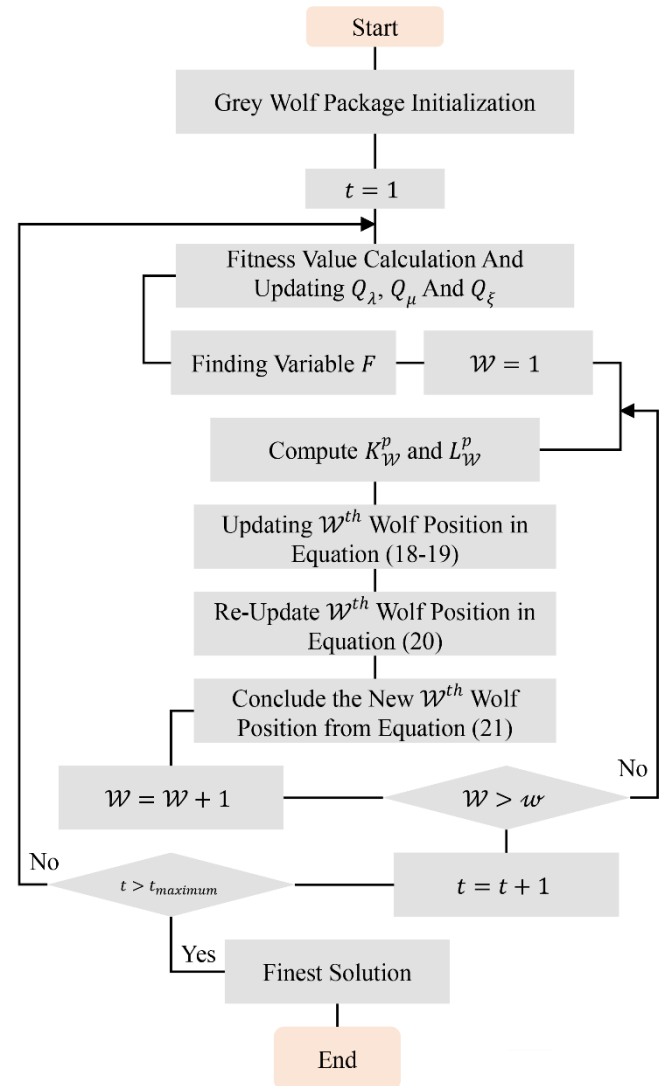 Start
Grey Wolf Package Initialization
t = 1
Fitness Value Calculation And
Updating Q_λ, Q_μ And Q_ξ
Finding Variable F
𝒲 = 1
Compute K_𝒲^p and L_𝒲^p
Updating 𝒲^th Wolf Position in
Equation (18-19)
Re-Update 𝒲^th Wolf Position in
Equation (20)
Conclude the New 𝒲^th Wolf
Position from Equation (21)
𝒲 = 𝒲 + 1
𝒲 > 𝓌
No
No
t > t_maximum
t = t + 1
Yes
Finest Solution
End